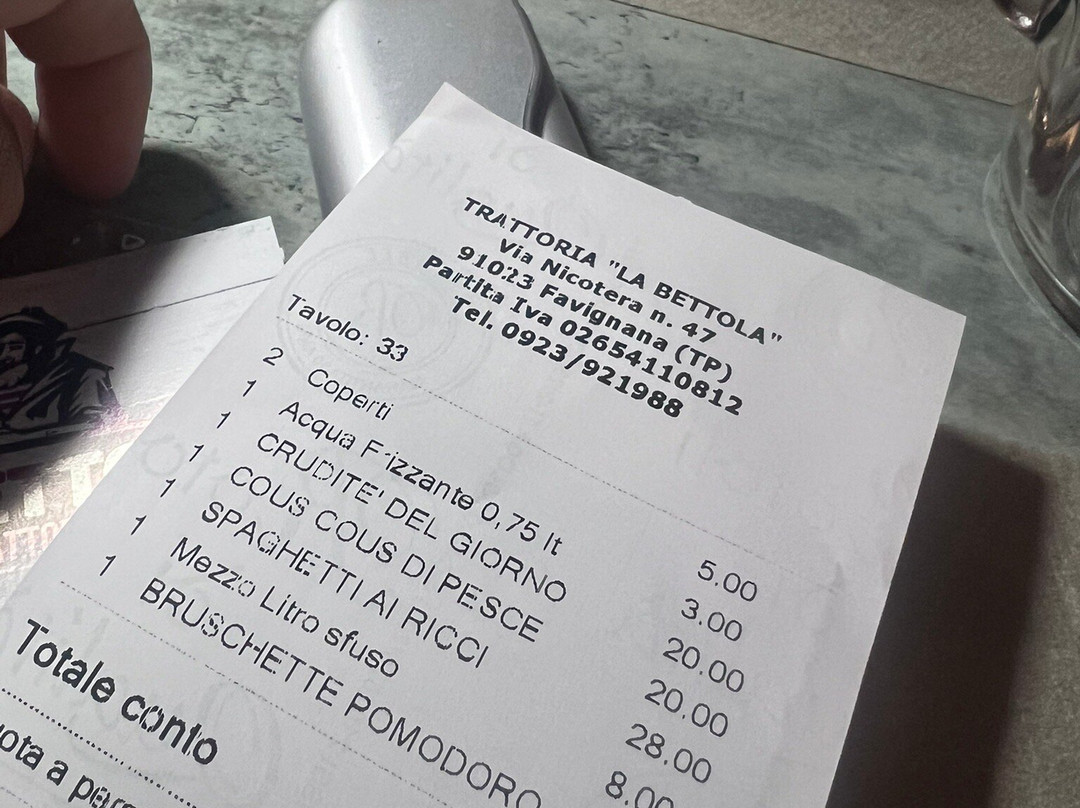 TRATTORIA "LA BETTOLA"
Via Nicotera n. 47
91023 Favignana (TP)
Partita Iva 02654110812
Tel. 0923/921988
Tavolo: 33
2 Coperti 5.00
1 Acqua Frizzante 0,75 lt 3.00
1 CRUDITE' DEL GIORNO 20.00
1 COUS COUS DI PESCE 20.00
1 SPAGHETTI AI RICCI 28.00
1 Mezzo Litro sfuso 8.00
1 BRUSCHETTE POMODORO
Totale conto
a